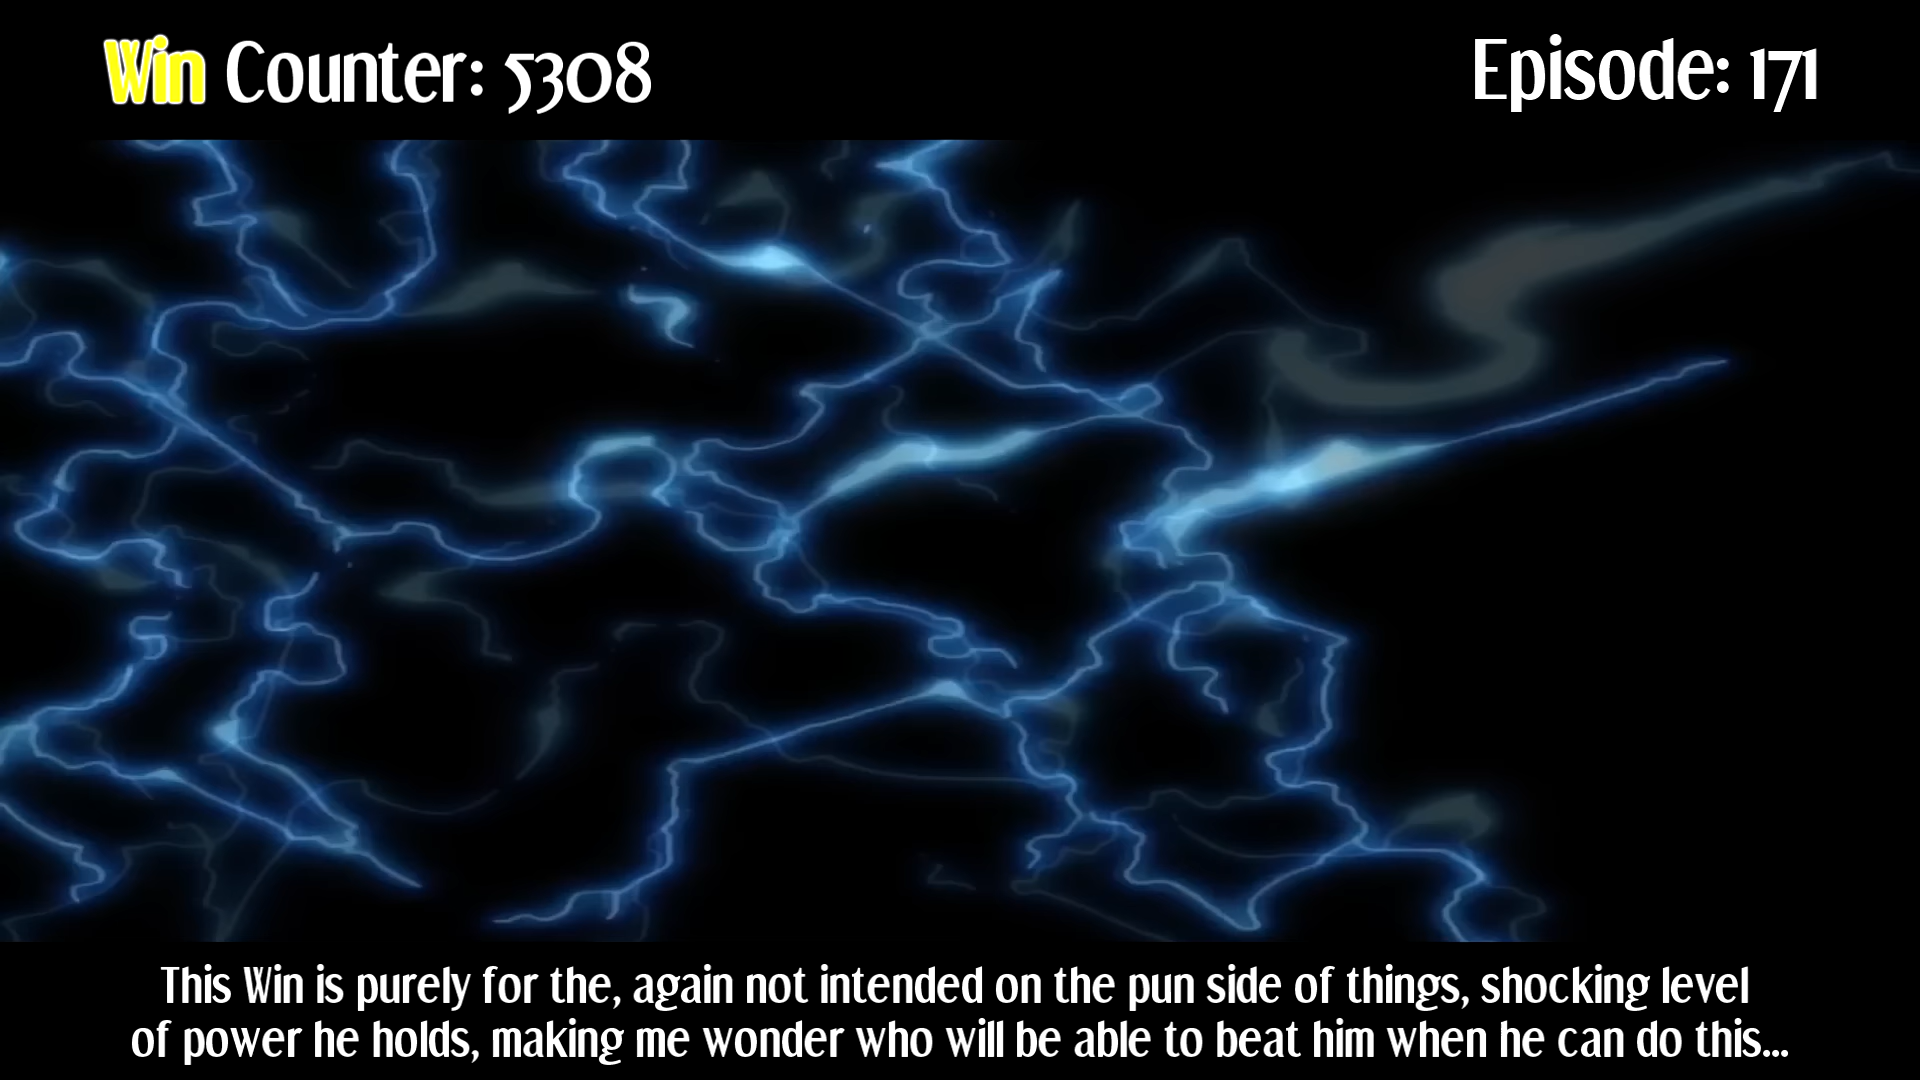 Win Counter: 5308
Episode: 171
This Win is purely for the, again not intended on the pun side of things, shocking level
of power he holds, making me wonder who will be able to beat him when he can do this...